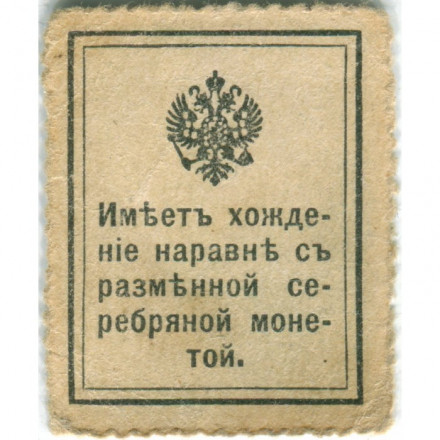 Имѣетъ хожде-
ніе наравнѣ съ
размѣнной се-
ребряной моне-
той.